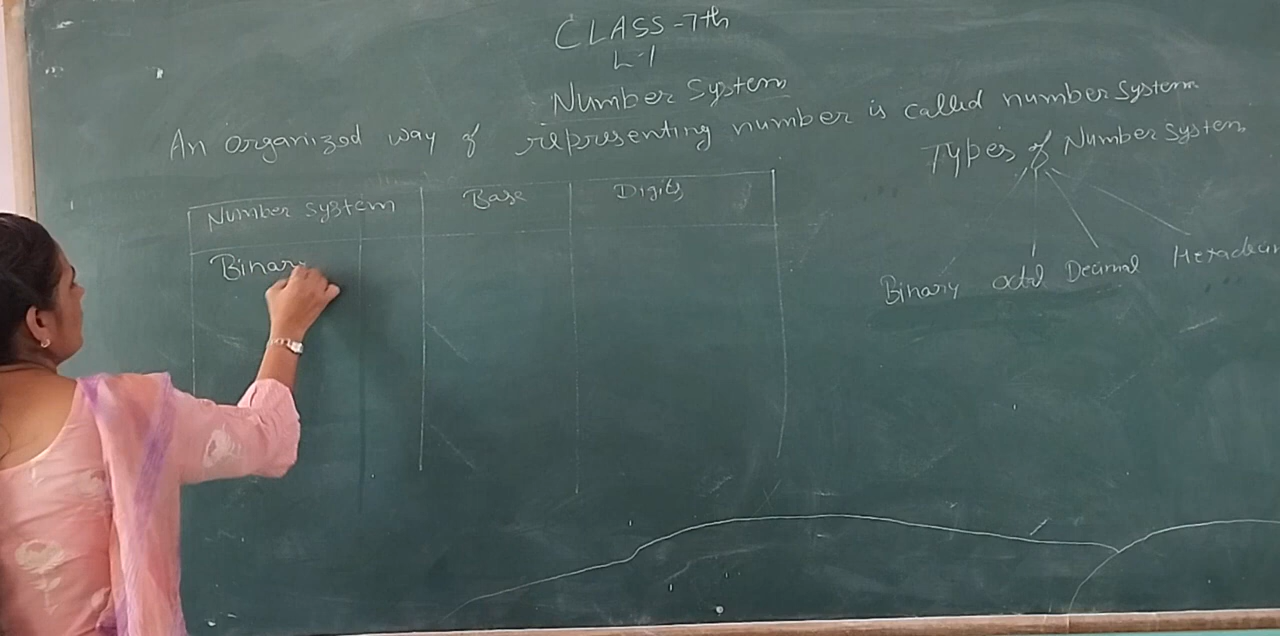 CLASS-7th
L-1
Number System
An organized way of representing number is called number System
Types of Number System
Number System Base Digits
Binary
Binary octal Decimal Hexadecim